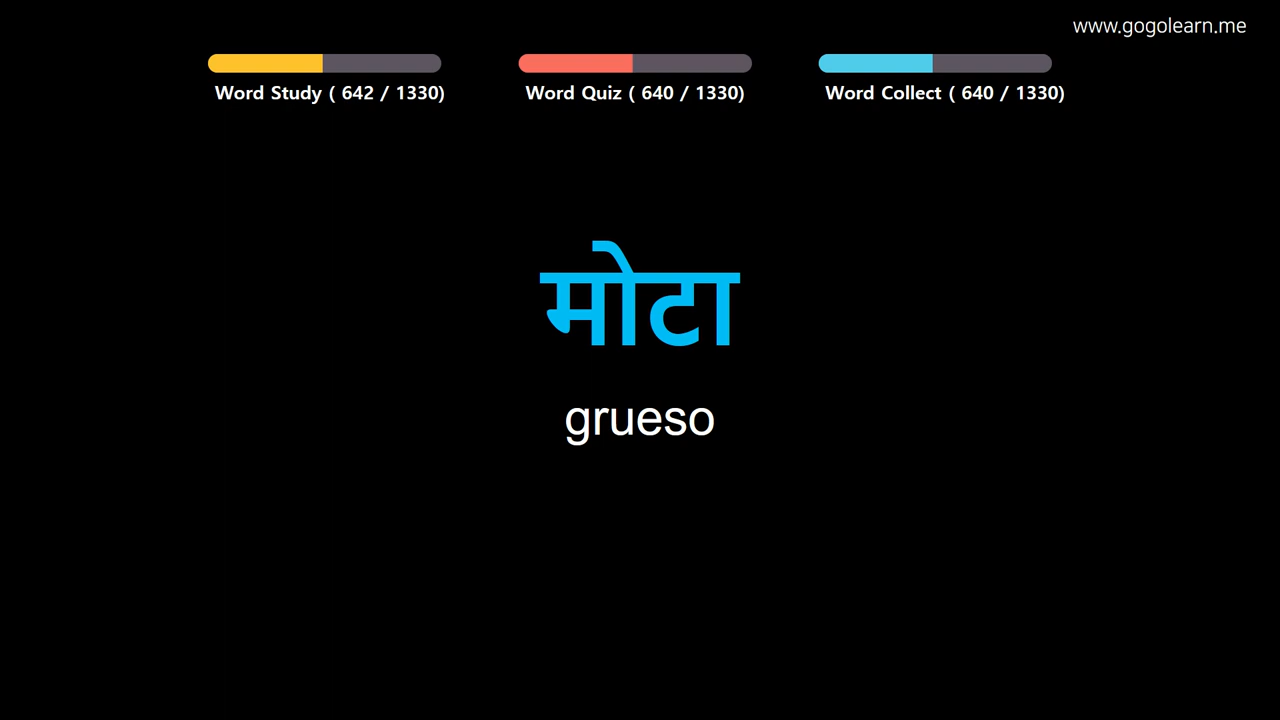 www.gogolearn.me
Word Study ( 642 / 1330)
Word Quiz ( 640 / 1330)
Word Collect ( 640 / 1330)
मोटा
grueso